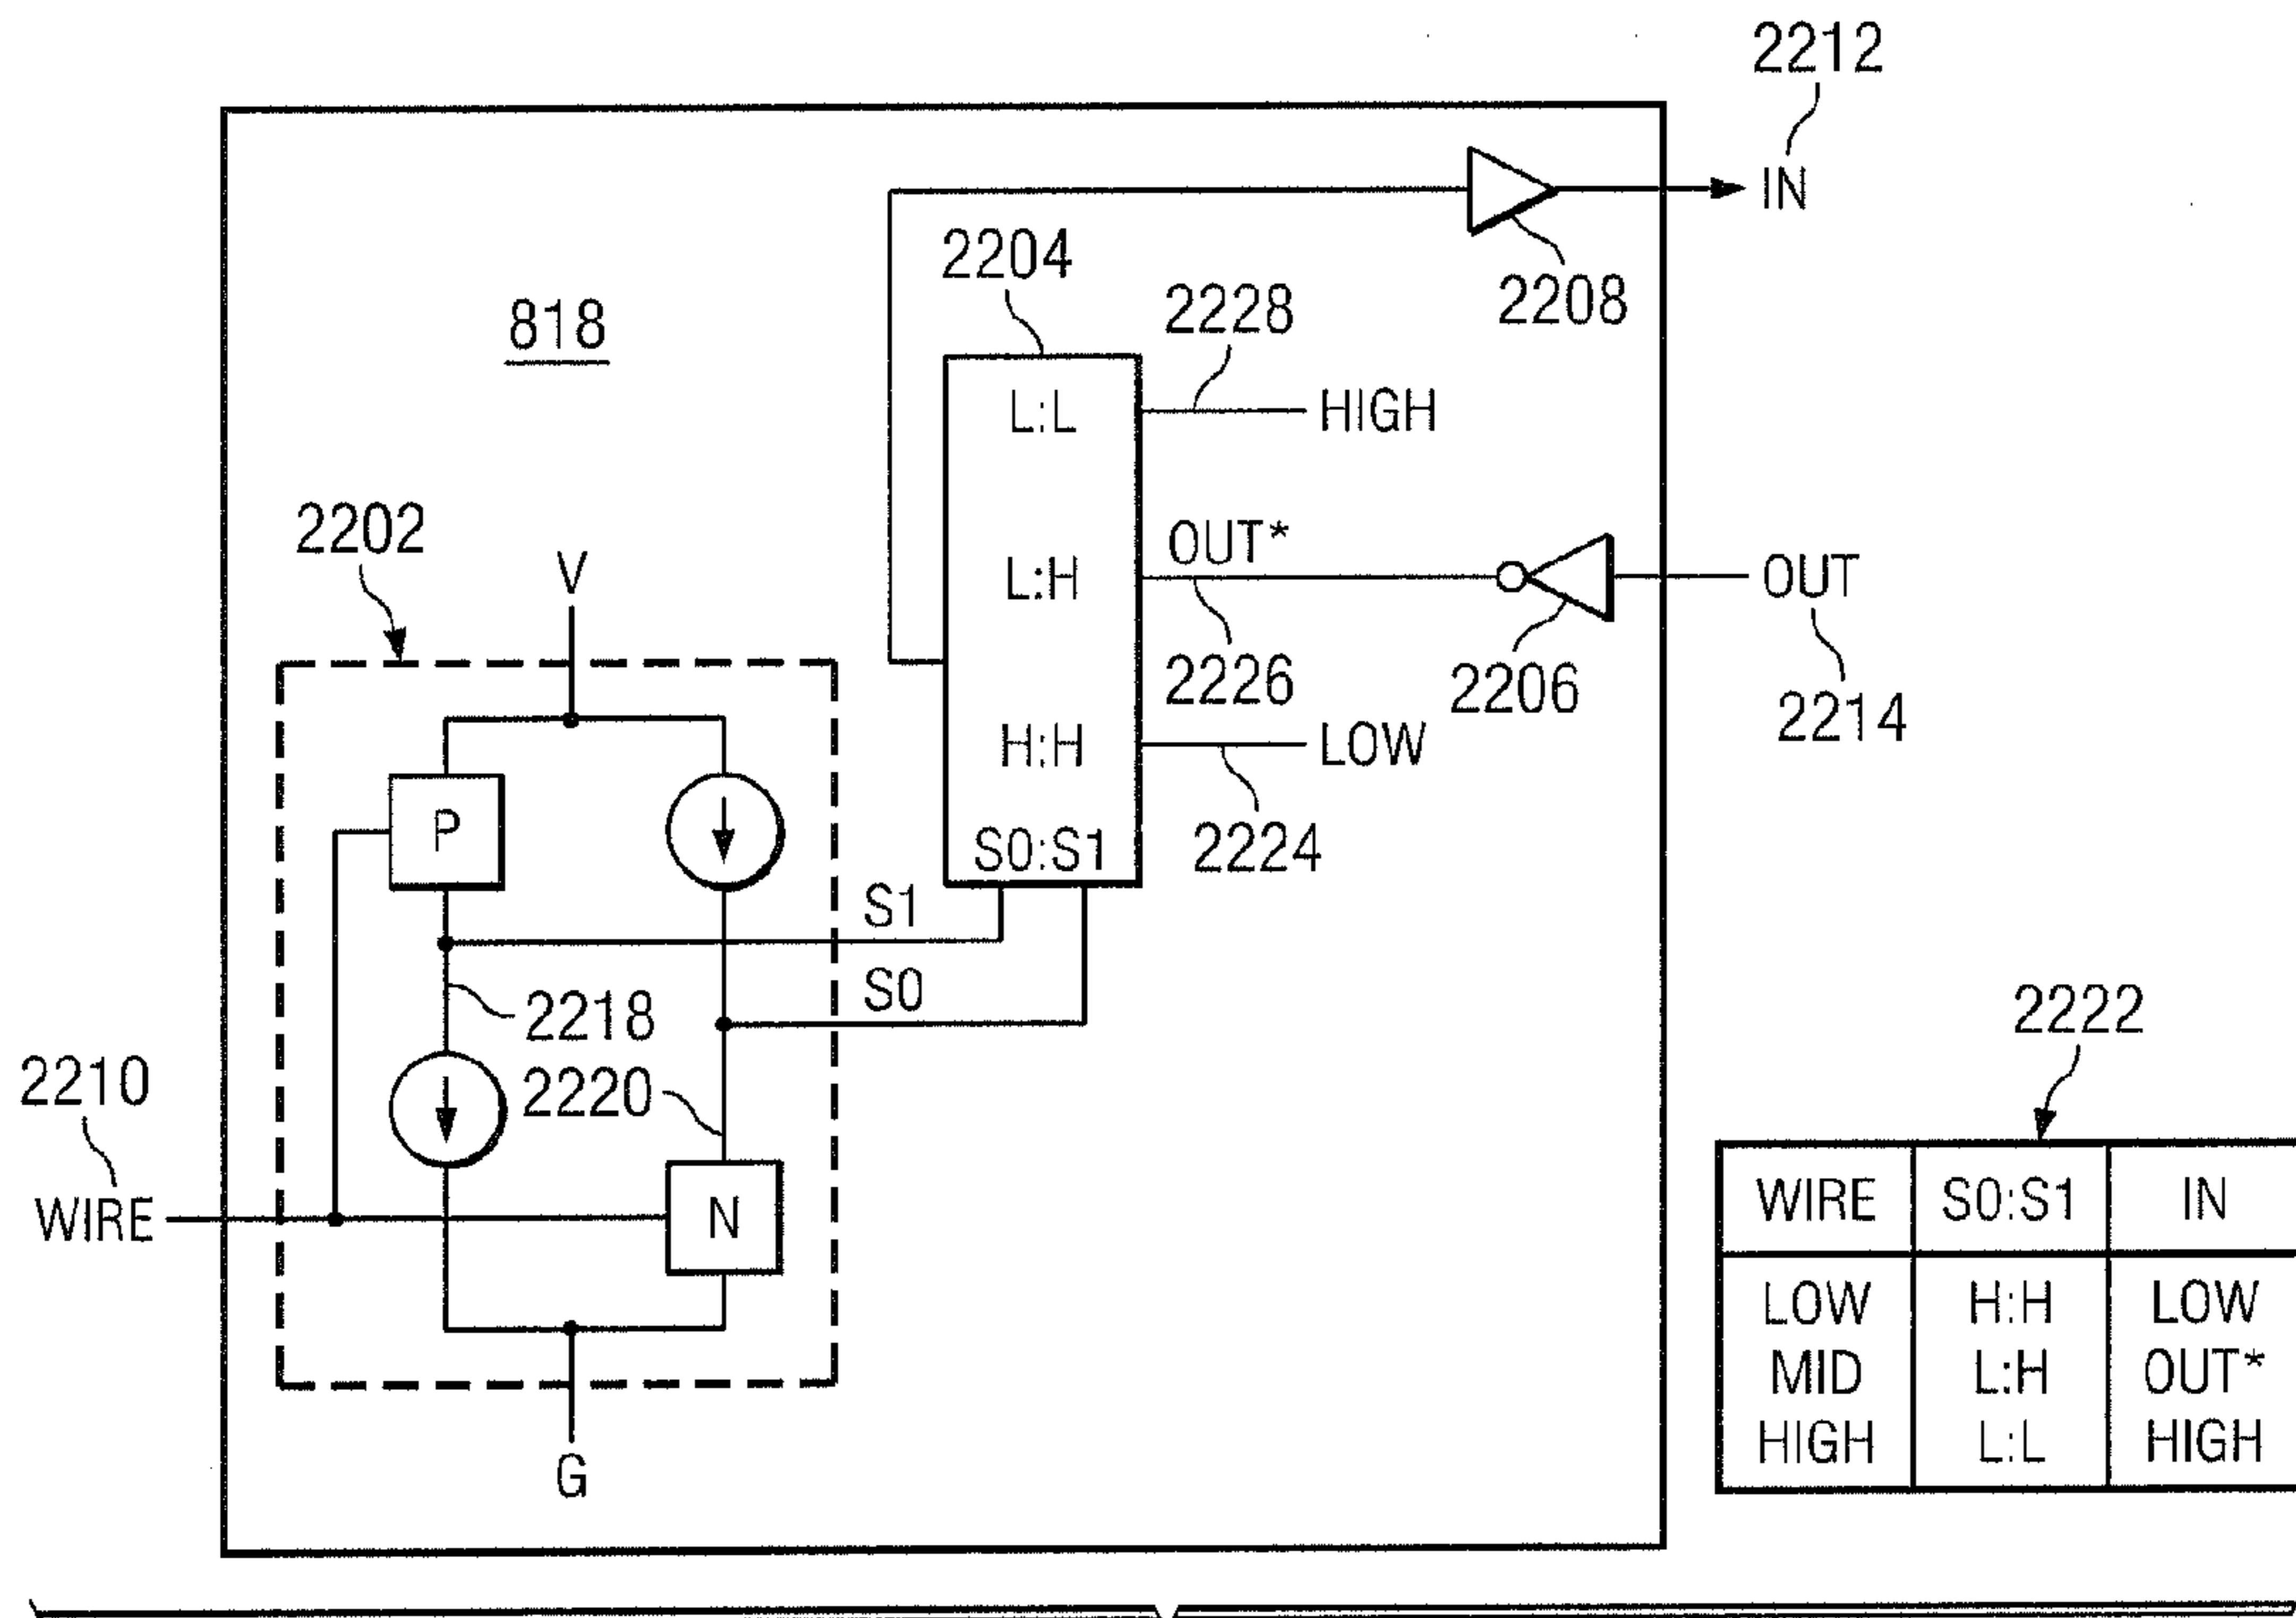 2212
IN
2204
2228
2208
818
L:L
HIGH
2202
V
OUT*
L:H
OUT
2226
2206
2214
H:H
LOW
P
S0:S1
2224
S1
S0
2218
2222
2210
2220
WIRE
N
G
WIRE S0:S1 IN
LOW H:H LOW
MID L:H OUT*
HIGH L:L HIGH